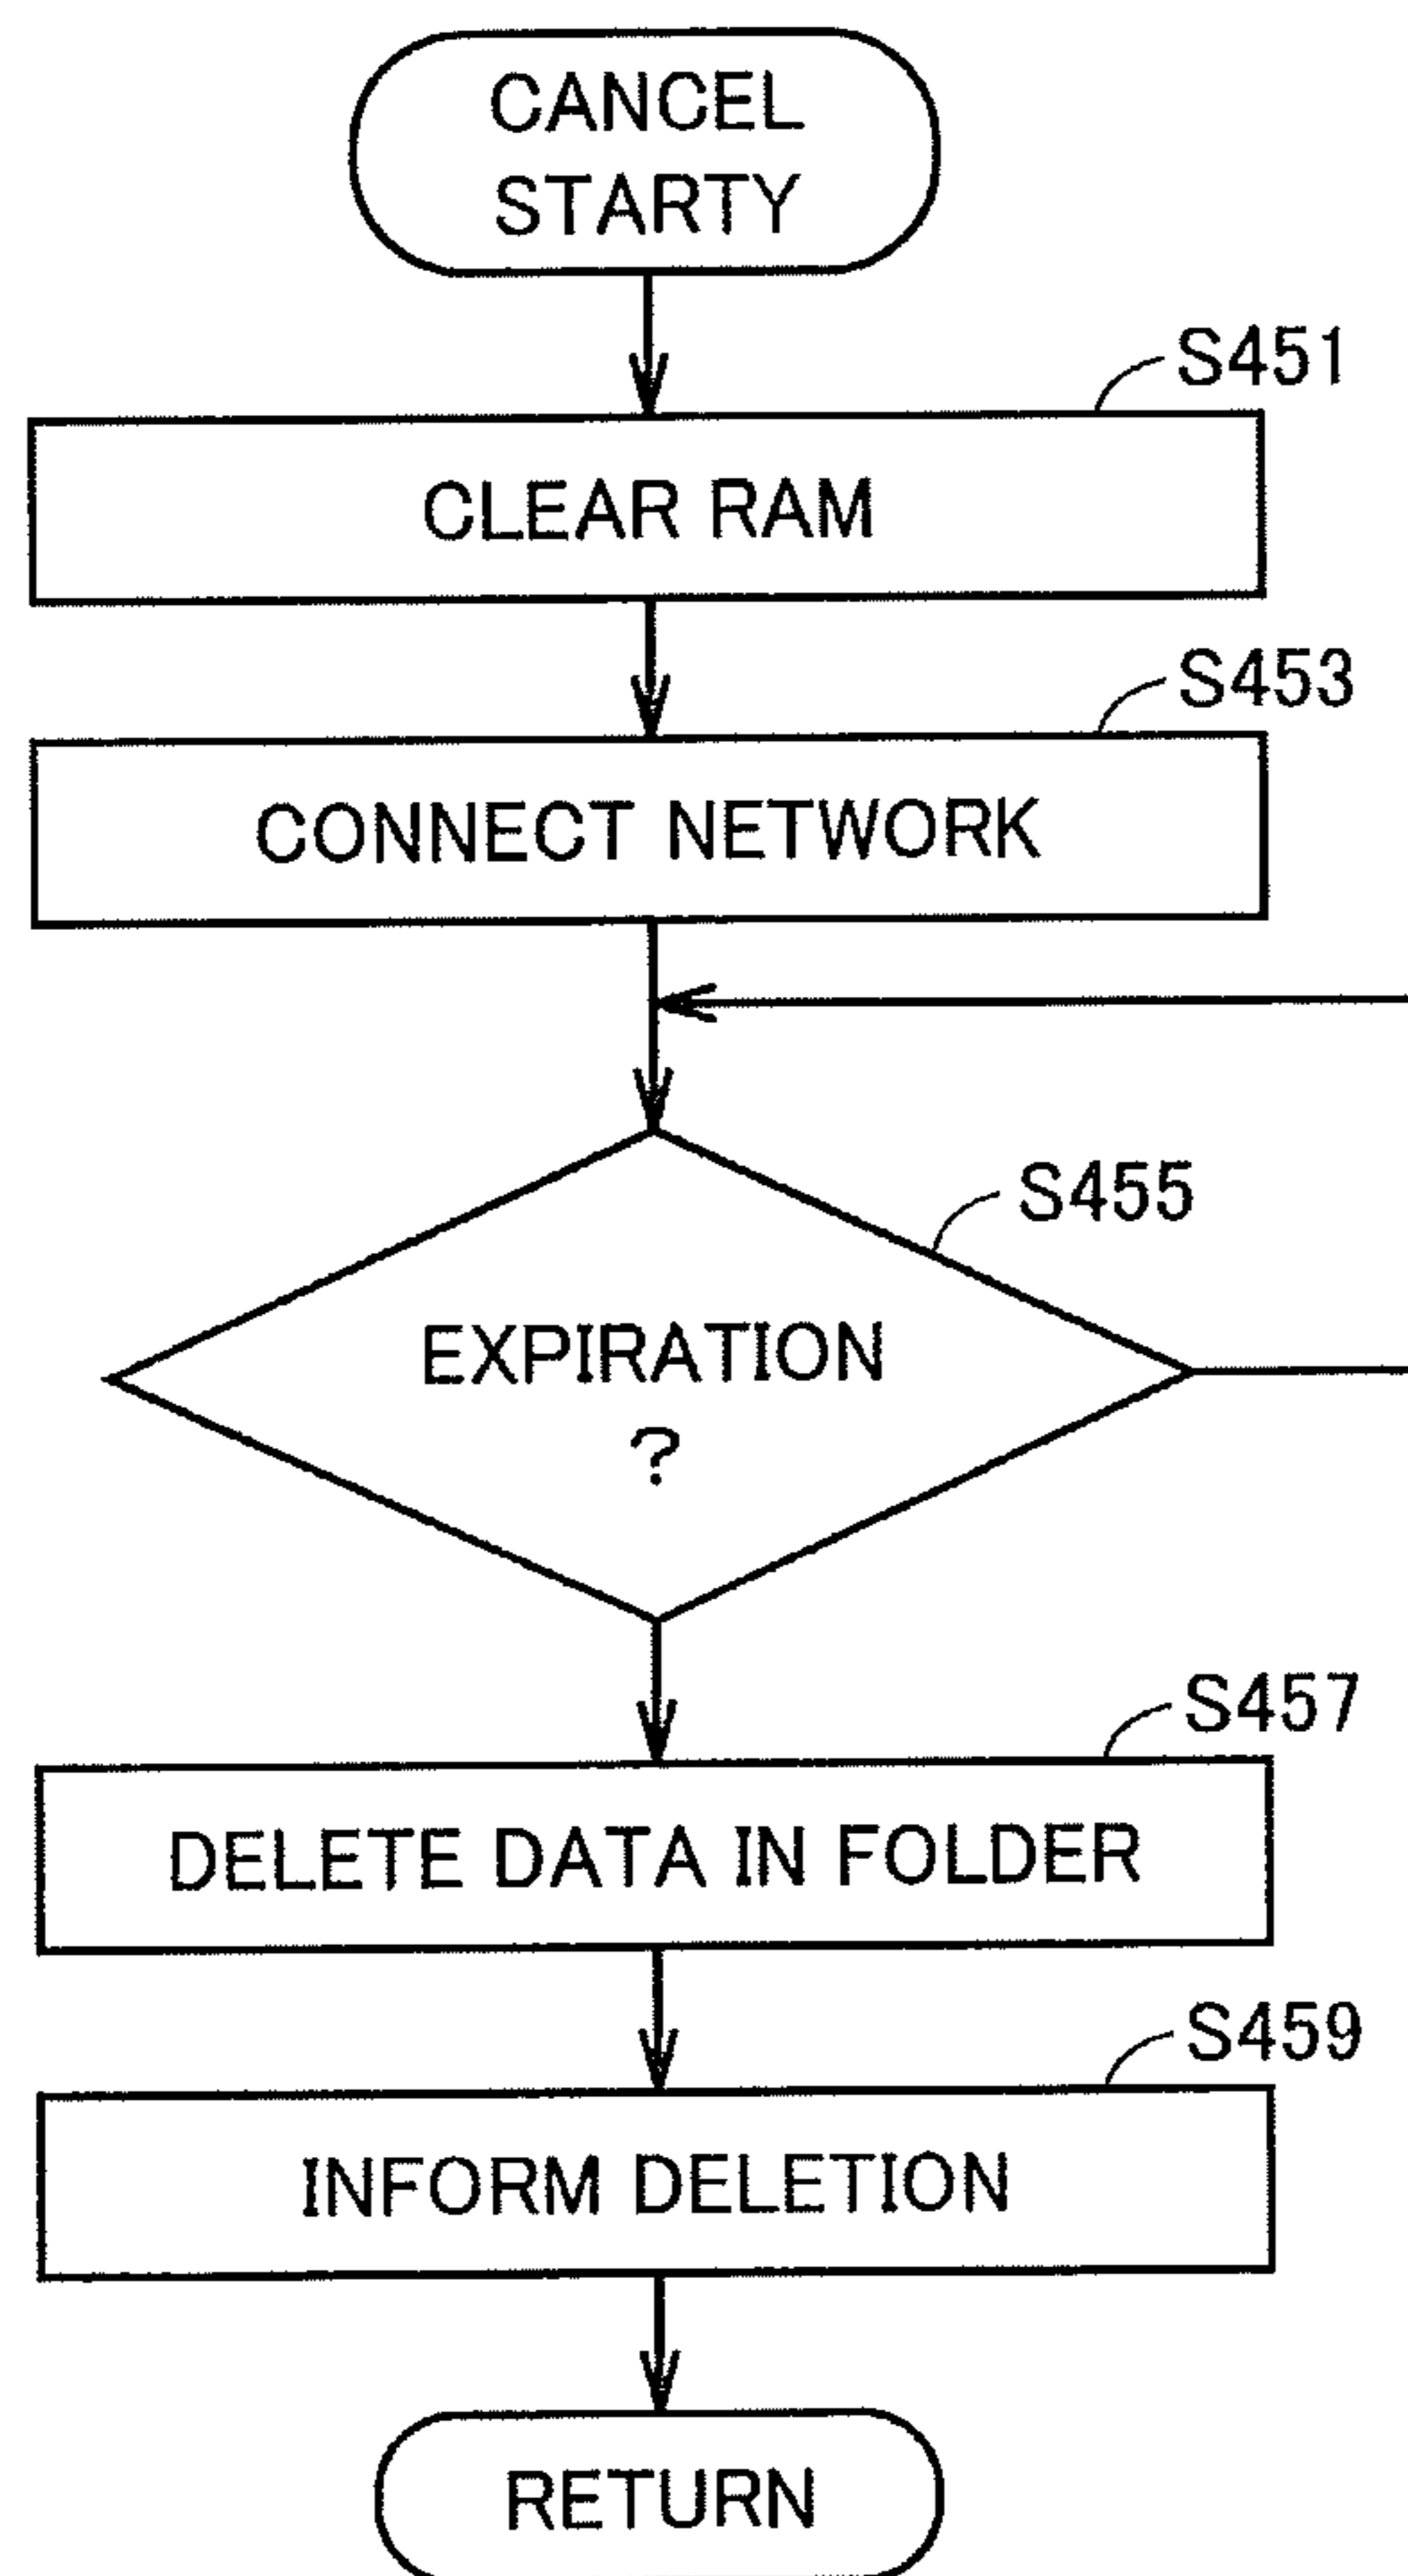 CANCEL
STARTY
S451
CLEAR RAM
S453
CONNECT NETWORK
S455
EXPIRATION
?
S457
DELETE DATA IN FOLDER
S459
INFORM DELETION
RETURN